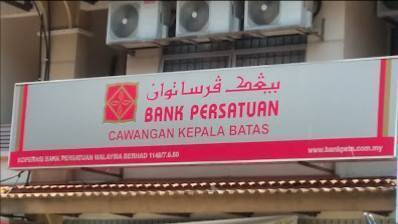 بيڠك ڤرساتوان
BANK PERSATUAN
CAWANGAN KEPALA BATAS
KOPERASI BANK PERSATUAN MALAYSIA BERHAD
www.bankpersatuan.com.my